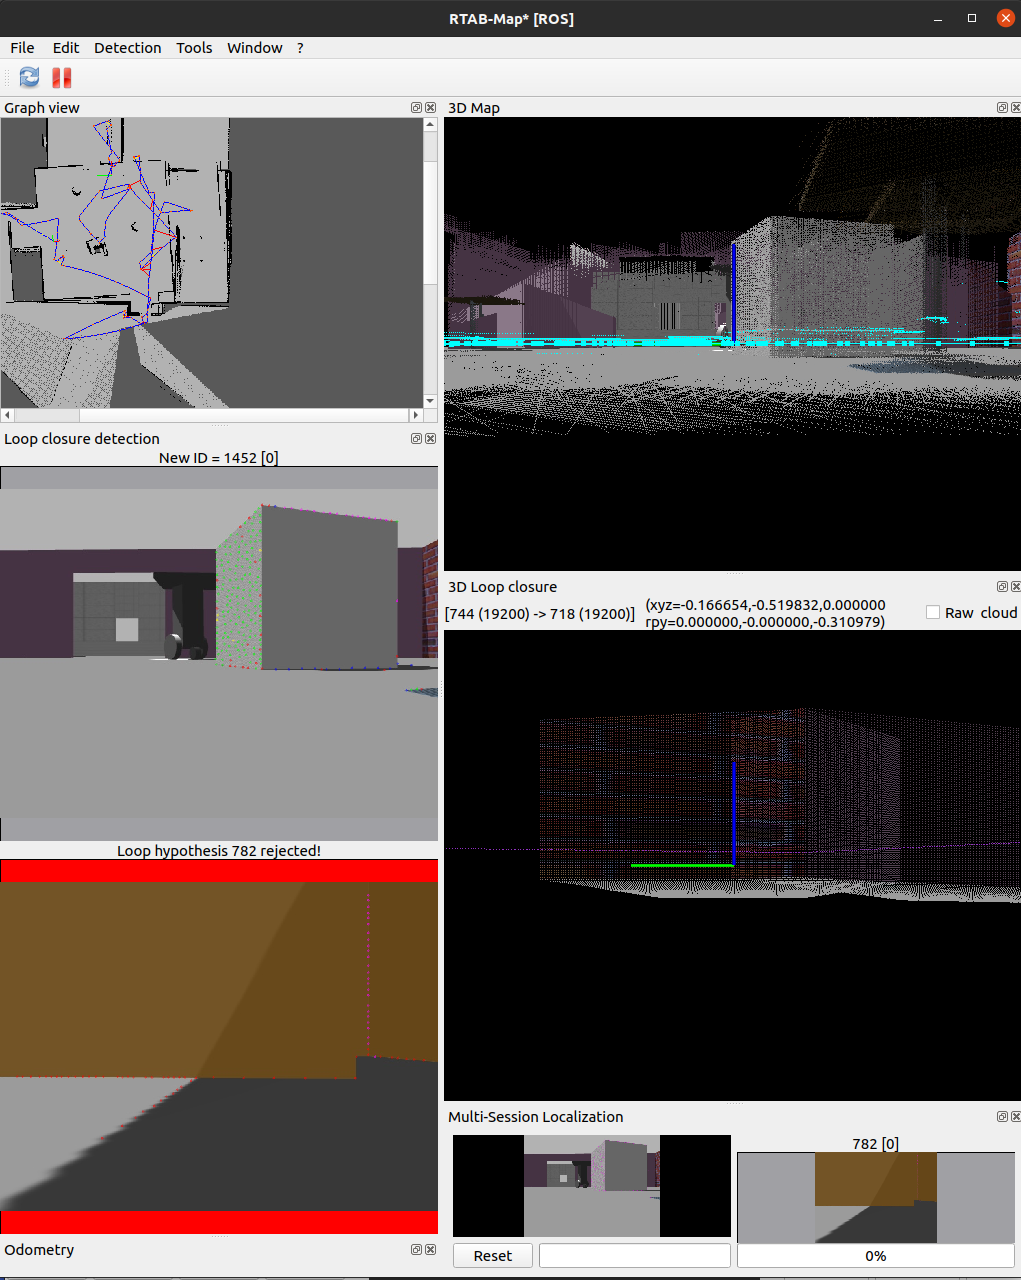 RTAB-Map* [ROS]
File Edit Detection Tools Window ?
Graph view
3D Map
Loop closure detection
New ID = 1452 [0]
3D Loop closure
[744 (19200) -> 718 (19200)]
(xyz=-0.166654,-0.519832,0.000000
rpy=0.000000,-0.000000,-0.310979)
Raw cloud
Loop hypothesis 782 rejected!
Multi-Session Localization
782 [0]
Odometry
Reset
0%